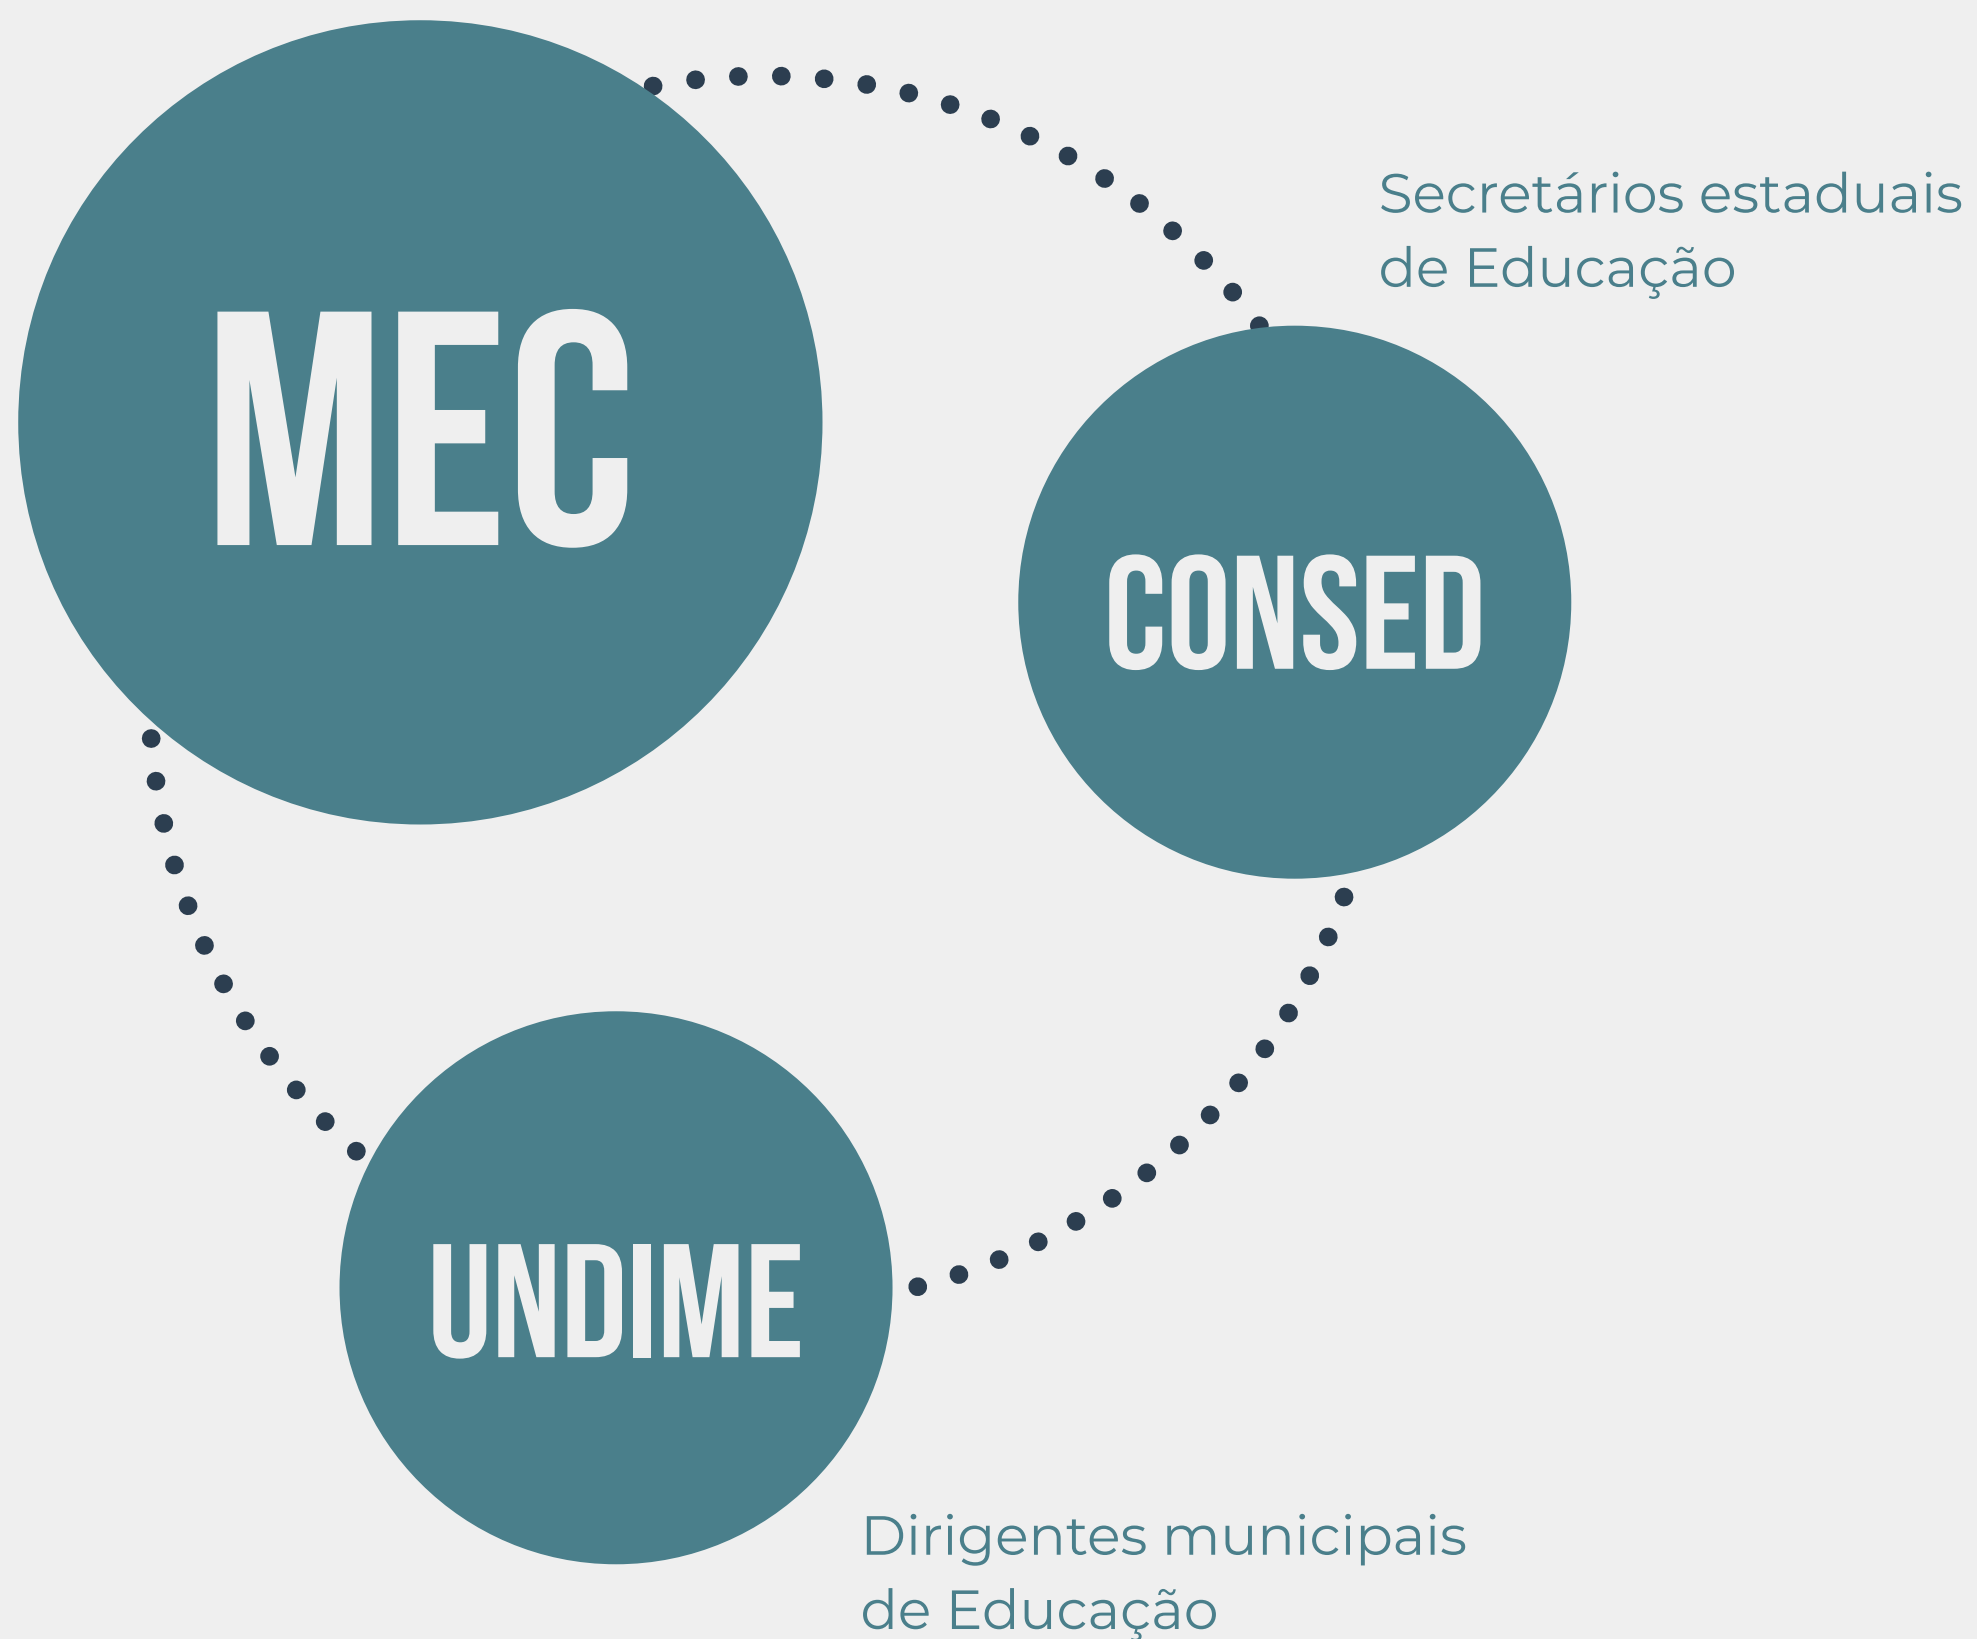 MEC
Secretários estaduais
de Educação
CONSED
UNDIME
Dirigentes municipais
de Educação